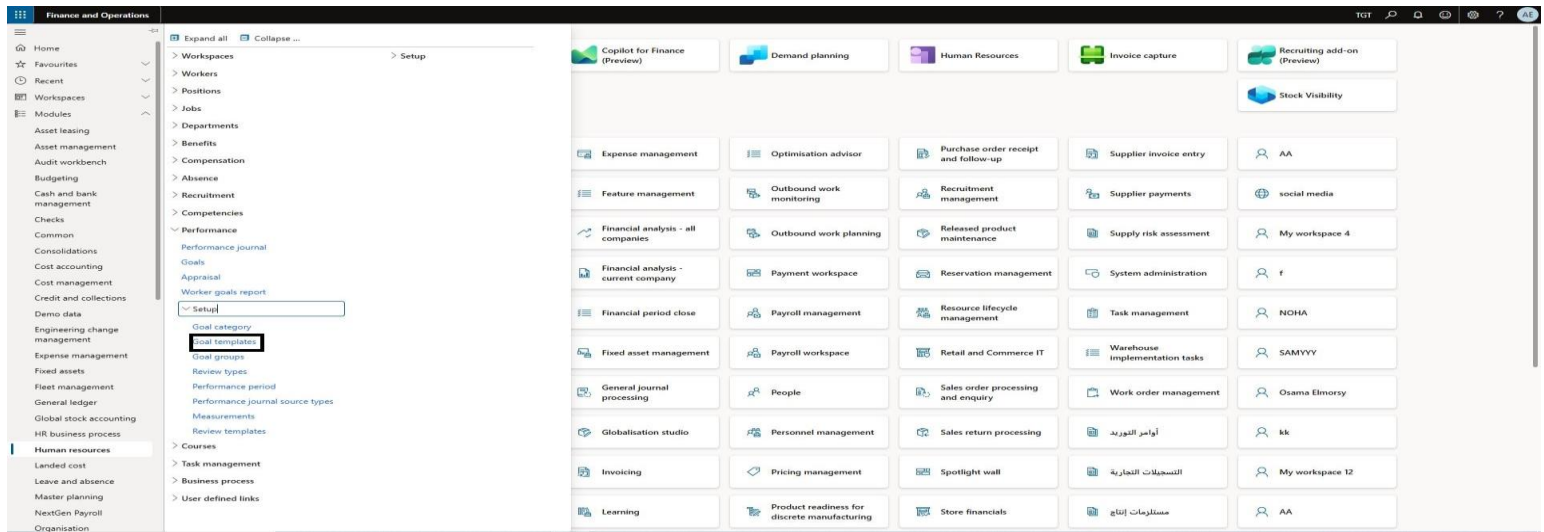 Finance and Operations
TGT
?
AE
Home
Favourites
Recent
Workspaces
Modules
Asset leasing
Asset management
Audit workbench
Budgeting
Cash and bank
management
Checks
Common
Consolidations
Cost accounting
Cost management
Credit and collections
Demo data
Engineering change
management
Expense management
Fixed assets
Fleet management
General ledger
Global stock accounting
HR business process
Human resources
Landed cost
Leave and absence
Master planning
NextGen Payroll
Organisation
Expand all
Collapse ...
Workspaces
Workers
Positions
Jobs
Departments
Benefits
Compensation
Absence
Recruitment
Competencies
Performance
Performance journal
Goals
Appraisal
Worker goals report
Setup
Goal category
Goal templates
Goal groups
Review types
Performance period
Performance journal source types
Measurements
Review templates
Courses
Task management
Business process
User defined links
Setup
Copilot for Finance
(Preview)
Demand planning
Human Resources
Invoice capture
Recruiting add-on
(Preview)
Stock Visibility
Expense management
Optimisation advisor
Purchase order receipt
and follow-up
Supplier invoice entry
AA
Feature management
Outbound work
monitoring
Recruitment
management
Supplier payments
social media
Financial analysis - all
companies
Outbound work planning
Released product
maintenance
Supply risk assessment
My workspace 4
Financial analysis -
current company
Payment workspace
Reservation management
System administration
f
Financial period close
Payroll management
Resource lifecycle
management
Task management
NOHA
Fixed asset management
Payroll workspace
Retail and Commerce IT
Warehouse
implementation tasks
SAMYYY
General journal
processing
People
Sales order processing
and enquiry
Work order management
Osama Elmorsy
Globalisation studio
Personnel management
Sales return processing
أوامر التوريد
kk
Invoicing
Pricing management
Spotlight wall
التسجيلات التجارية
My workspace 12
Learning
Product readiness for
discrete manufacturing
Store financials
مستلزمات إنتاج
AA